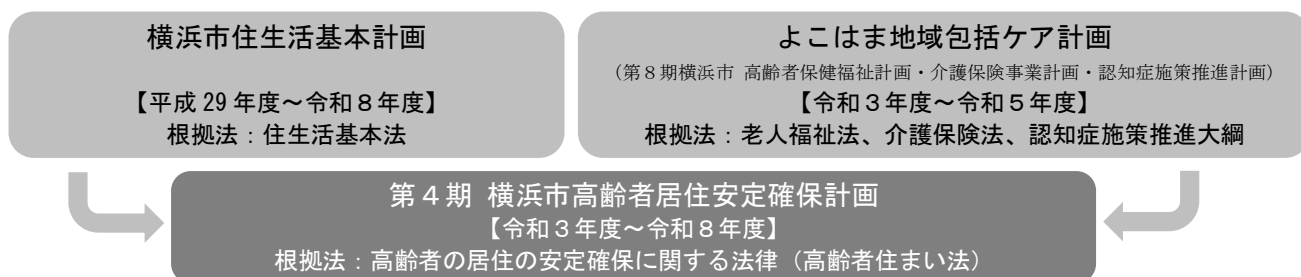 横浜市住生活基本計画
【平成 29 年度～令和８年度】
根拠法：住生活基本法
よこはま地域包括ケア計画
（第８期横浜市 高齢者保健福祉計画・介護保険事業計画・認知症施策推進計画）
【令和３年度～令和５年度】
根拠法：老人福祉法、介護保険法、認知症施策推進大綱
第４期 横浜市高齢者居住安定確保計画
【令和３年度～令和８年度】
根拠法：高齢者の居住の安定確保に関する法律（高齢者住まい法）